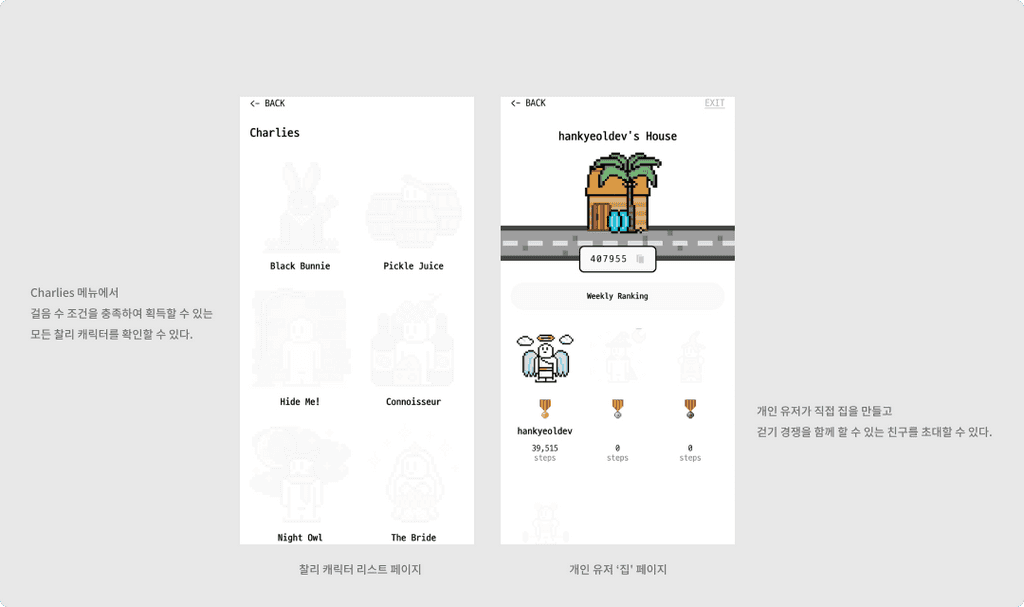 Charlies 메뉴에서
걸음 수 조건을 충족하여 획득할 수 있는
모든 찰리 캐릭터를 확인할 수 있다.
<- BACK
Charlies
Black Bunnie
Pickle Juice
Hide Me!
Connoisseur
Night Owl
The Bride
찰리 캐릭터 리스트 페이지
<- BACK
EXIT
hankyeoldev's House
407955
Weekly Ranking
hankyeoldev
39,515
steps
0
steps
0
steps
개인 유저 ‘집’ 페이지
개인 유저가 직접 집을 만들고
걷기 경쟁을 함께 할 수 있는 친구를 초대할 수 있다.